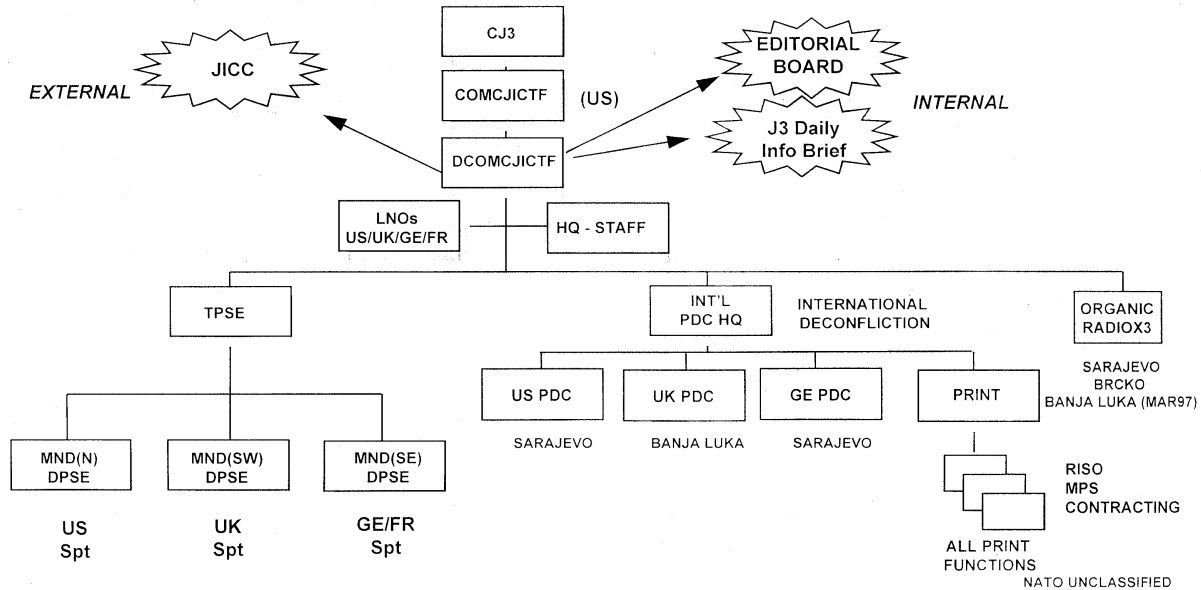 CJ3
JICC
EDITORIAL
BOARD
EXTERNAL
COMCJICTF
(US)
INTERNAL
J3 Daily
Info Brief
DCOMCJICTF
LNOs
US/UK/GE/FR
HQ - STAFF
TPSE
INT'L
PDC HQ
INTERNATIONAL
DECONFLICTION
ORGANIC
RADIOX3
SARAJEVO
BRCKO
BANJA LUKA (MAR97)
US PDC
UK PDC
GE PDC
PRINT
SARAJEVO
BANJA LUKA
SARAJEVO
MND(N)
DPSE
MND(SW)
DPSE
MND(SE)
DPSE
US
Spt
UK
Spt
GE/FR
Spt
RISO
MPS
CONTRACTING
ALL PRINT
FUNCTIONS
NATO UNCLASSIFIED